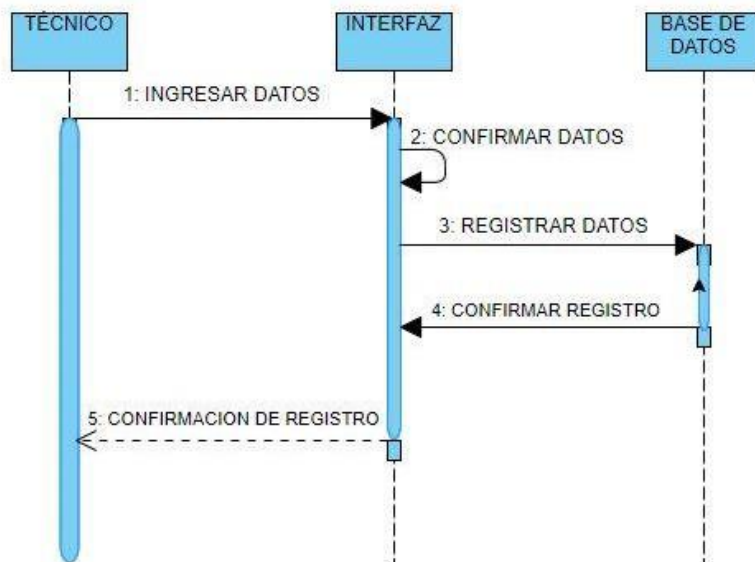 TÉCNICO
INTERFAZ
BASE DE
DATOS
1: INGRESAR DATOS
2: CONFIRMAR DATOS
3: REGISTRAR DATOS
4: CONFIRMAR REGISTRO
5: CONFIRMACION DE REGISTRO